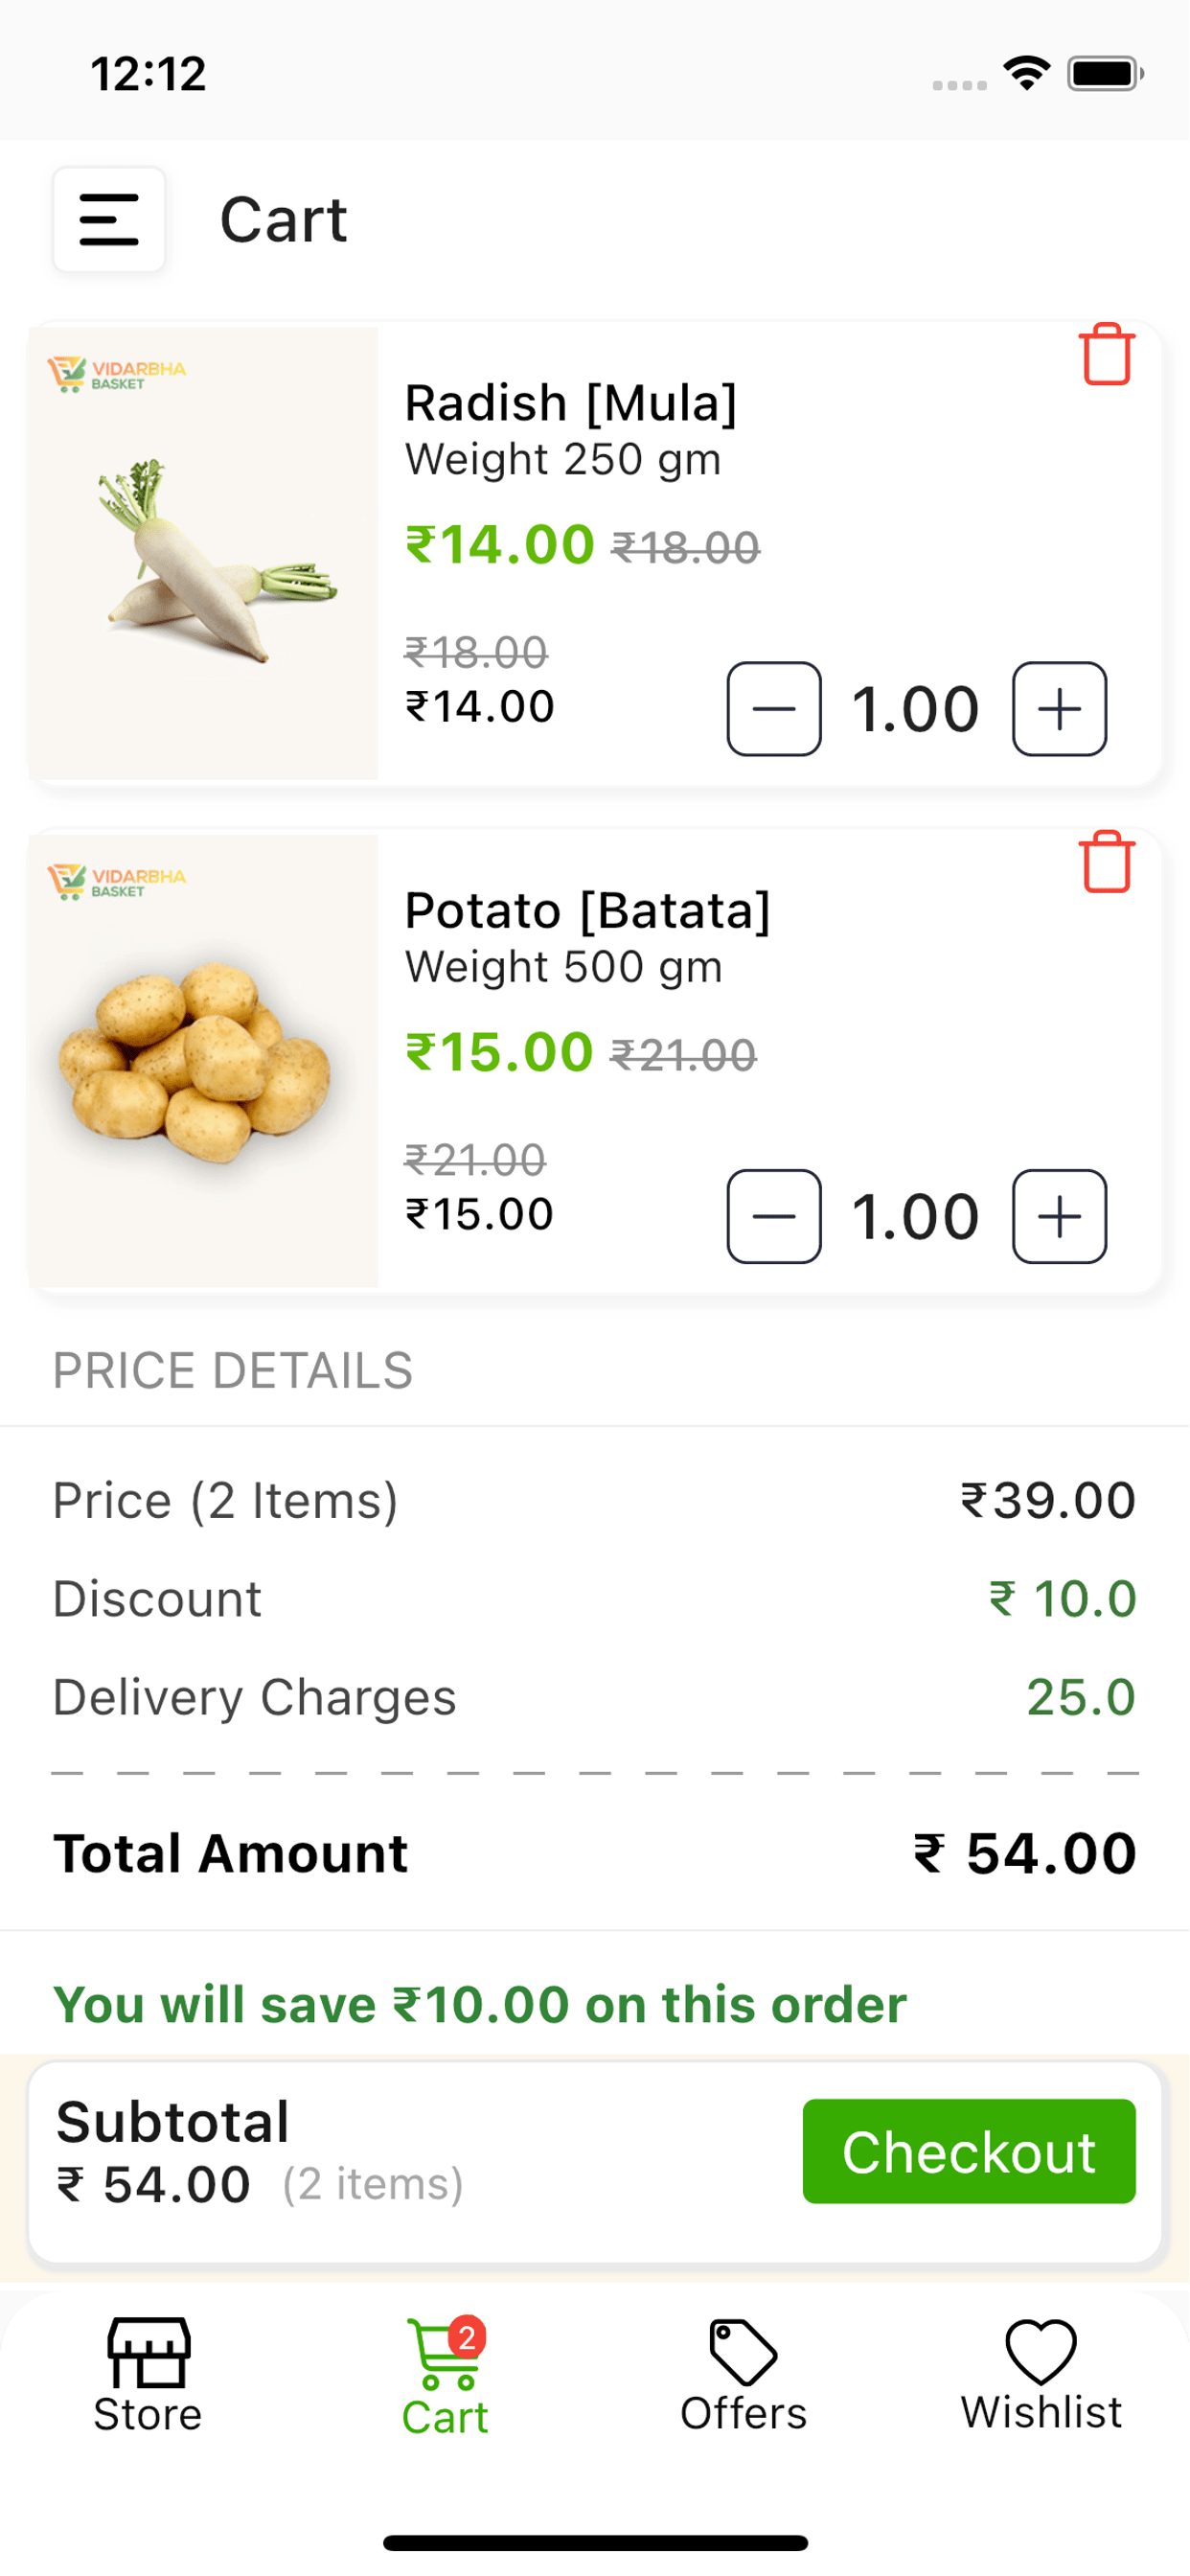 12:12
Cart
VIDARBHA
BASKET
Radish [Mula]
Weight 250 gm
₹14.00 ₹18.00
₹18.00
₹14.00
1.00
VIDARBHA
BASKET
Potato [Batata]
Weight 500 gm
₹15.00 ₹21.00
₹21.00
₹15.00
1.00
PRICE DETAILS
Price (2 Items) ₹39.00
Discount ₹ 10.0
Delivery Charges 25.0
Total Amount ₹ 54.00
You will save ₹10.00 on this order
Subtotal
₹ 54.00 (2 items)
Checkout
2
Store Cart Offers Wishlist